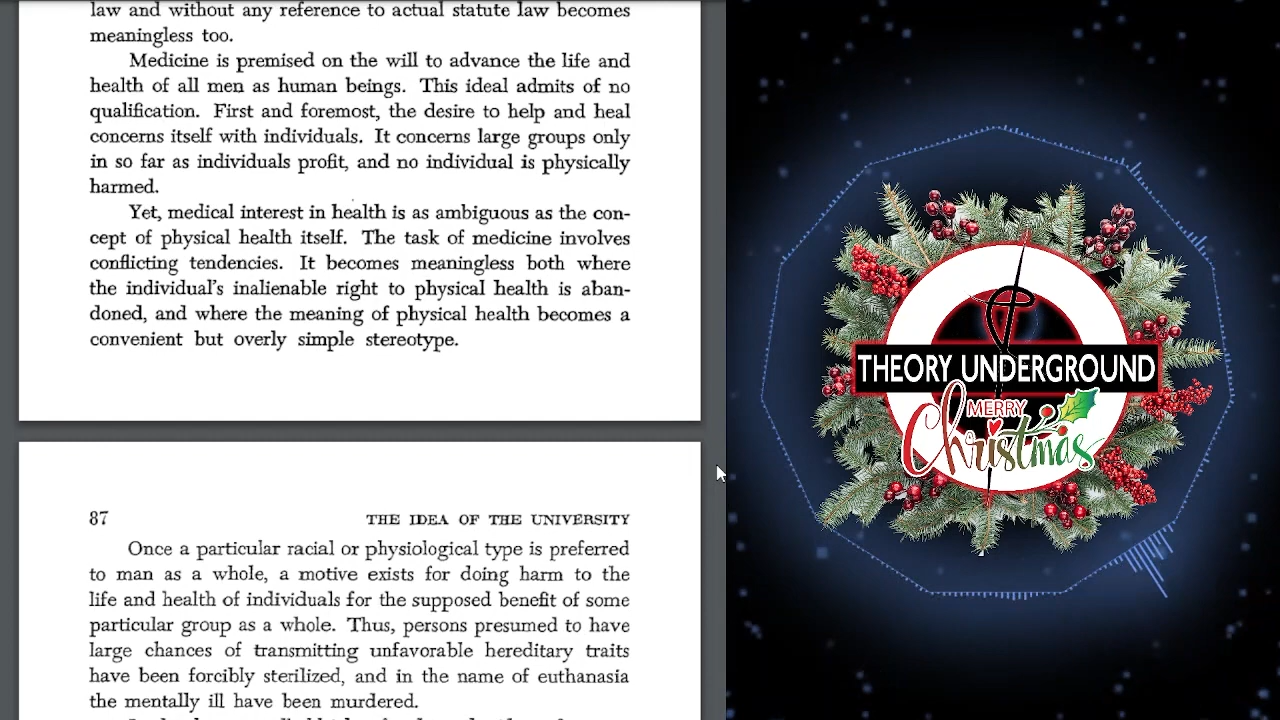 law and without any reference to actual statute law becomes
meaningless too.
Medicine is premised on the will to advance the life and
health of all men as human beings. This ideal admits of no
qualification. First and foremost, the desire to help and heal
concerns itself with individuals. It concerns large groups only
in so far as individuals profit, and no individual is physically
harmed.
Yet, medical interest in health is as ambiguous as the con-
cept of physical health itself. The task of medicine involves
conflicting tendencies. It becomes meaningless both where
the individual's inalienable right to physical health is aban-
doned, and where the meaning of physical health becomes a
convenient but overly simple stereotype.
87 THE IDEA OF THE UNIVERSITY
Once a particular racial or physiological type is preferred
to man as a whole, a motive exists for doing harm to the
life and health of individuals for the supposed benefit of some
particular group as a whole. Thus, persons presumed to have
large chances of transmitting unfavorable hereditary traits
have been forcibly sterilized, and in the name of euthanasia
the mentally ill have been murdered.
THEORY UNDERGROUND
MERRY
Christmas